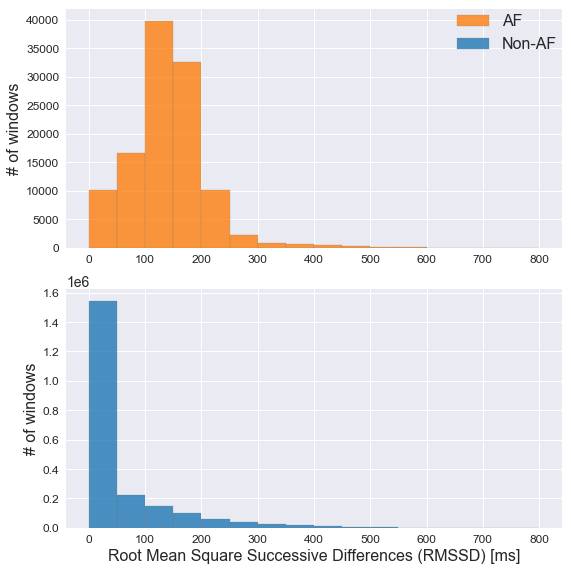 AF
Non-AF
# of windows
40000
35000
30000
25000
20000
15000
10000
5000
0
0 100 200 300 400 500 600 700 800
1e6
# of windows
1.6
1.4
1.2
1.0
0.8
0.6
0.4
0.2
0.0
0 100 200 300 400 500 600 700 800
Root Mean Square Successive Differences (RMSSD) [ms]